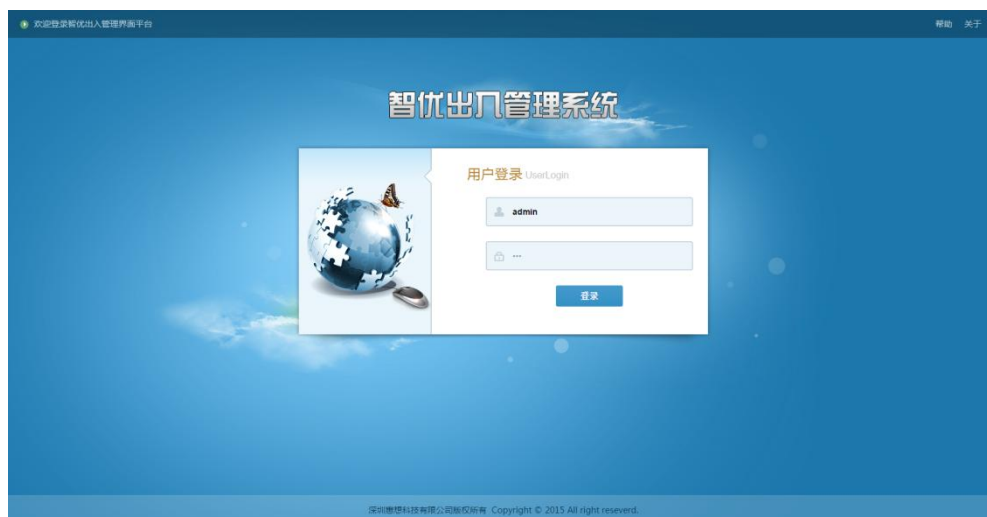 欢迎登录智优出入管理界面平台
帮助 关于
智优出入管理系统
用户登录 UserLogin
admin
···
登录
深圳憨想科技有限公司版权所有 Copyright © 2015 All right reseverd.